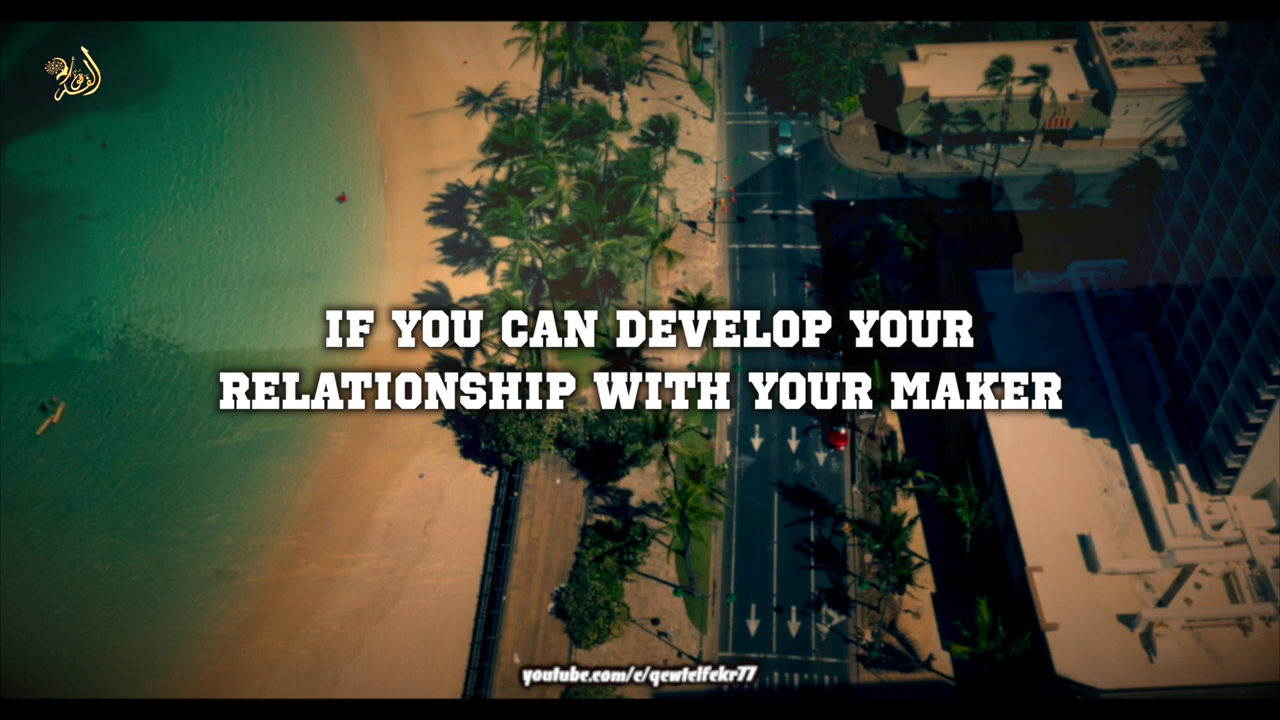 IF YOU CAN DEVELOP YOUR
RELATIONSHIP WITH YOUR MAKER
youtube.com/c/qewtelfekr77